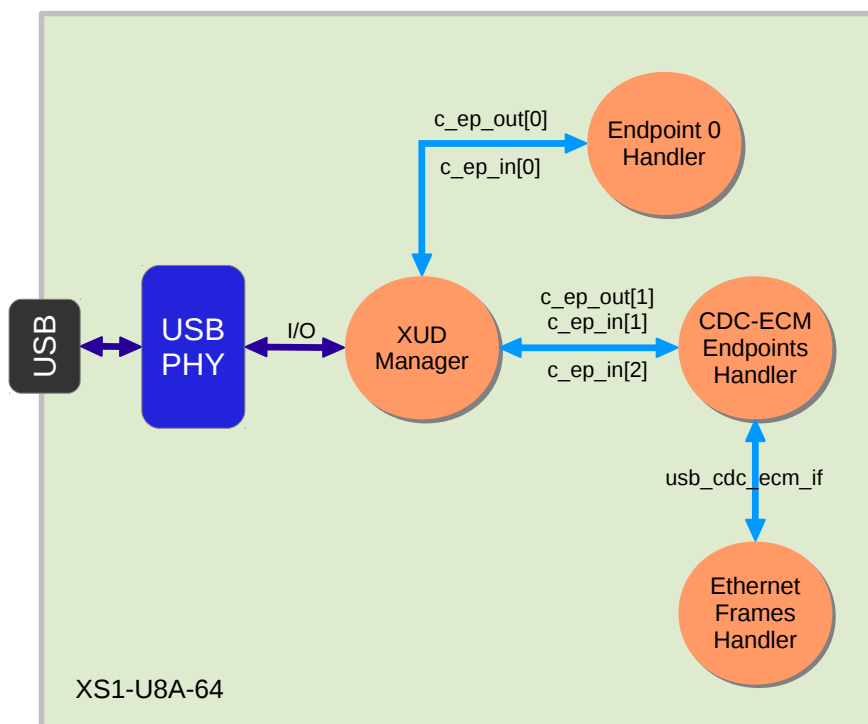 c_ep_out[0]
c_ep_in[0]
Endpoint 0
Handler
USB
USB
PHY
I/O
XUD
Manager
c_ep_out[1]
c_ep_in[1]
c_ep_in[2]
CDC-ECM
Endpoints
Handler
usb_cdc_ecm_if
Ethernet
Frames
Handler
XS1-U8A-64